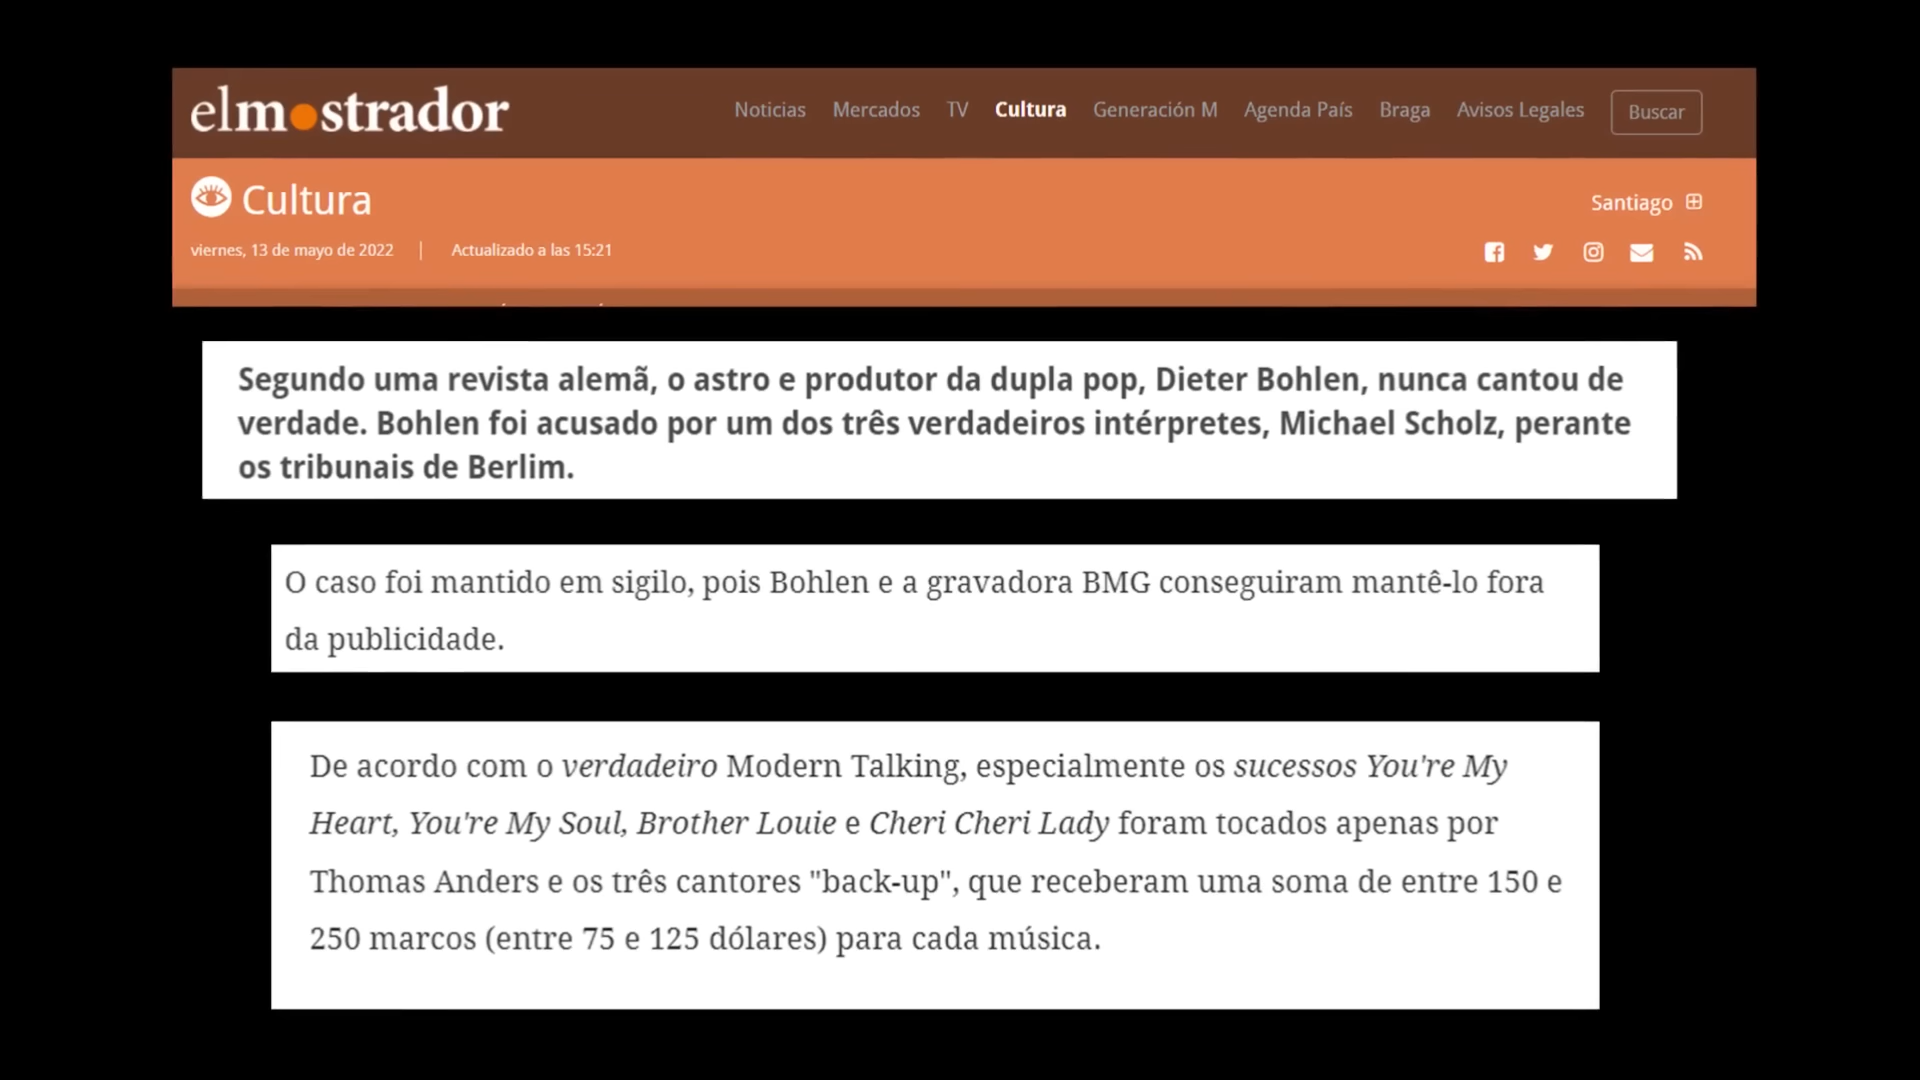 elmostrador
Noticias Mercados TV Cultura Generación M Agenda País Braga Avisos Legales Buscar
Cultura
Santiago
viernes, 13 de mayo de 2022 | Actualizado a las 15:21
Segundo uma revista alemã, o astro e produtor da dupla pop, Dieter Bohlen, nunca cantou de
verdade. Bohlen foi acusado por um dos três verdadeiros intérpretes, Michael Scholz, perante
os tribunais de Berlim.
O caso foi mantido em sigilo, pois Bohlen e a gravadora BMG conseguiram mantê-lo fora
da publicidade.
De acordo com o verdadeiro Modern Talking, especialmente os sucessos You're My
Heart, You're My Soul, Brother Louie e Cheri Cheri Lady foram tocados apenas por
Thomas Anders e os três cantores "back-up", que receberam uma soma de entre 150 e
250 marcos (entre 75 e 125 dólares) para cada música.